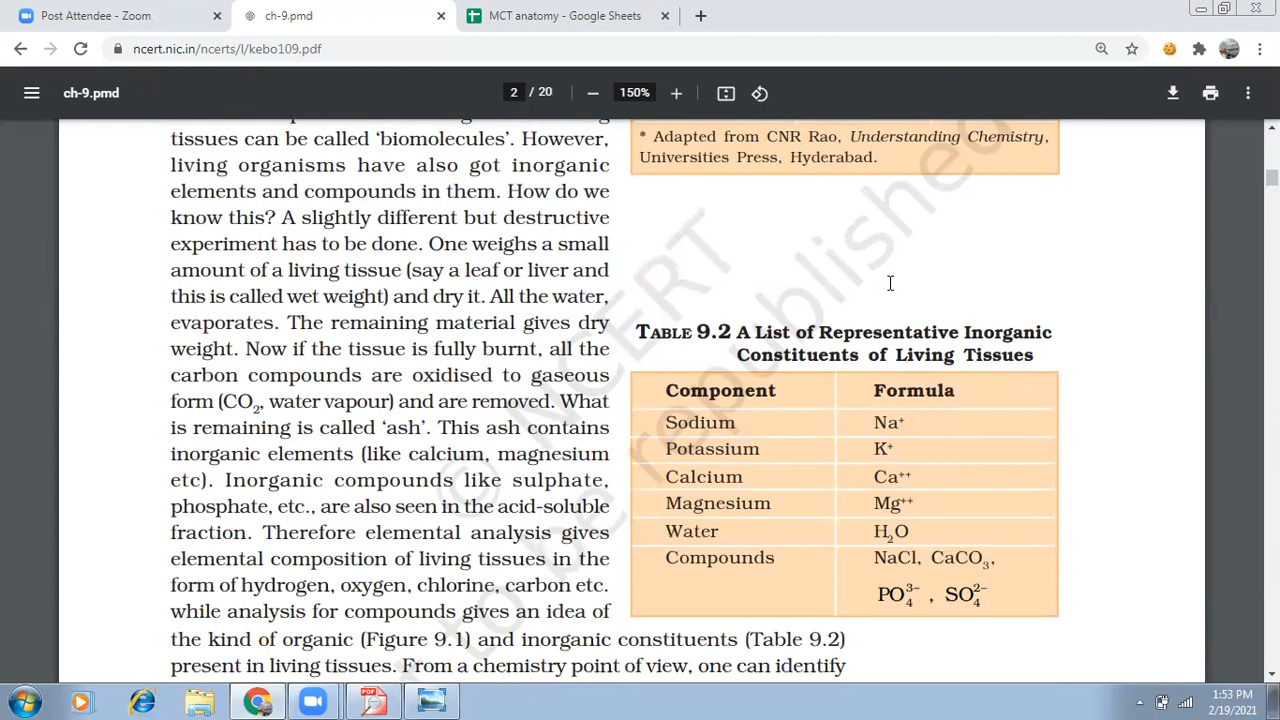 Post Attendee - Zoom
ch-9.pmd
MCT anatomy - Google Sheets
ncert.nic.in/ncerts/l/kebo109.pdf
ch-9.pmd
2 / 20
150%
tissues can be called ‘biomolecules’. However,
living organisms have also got inorganic
elements and compounds in them. How do we
know this? A slightly different but destructive
experiment has to be done. One weighs a small
amount of a living tissue (say a leaf or liver and
this is called wet weight) and dry it. All the water,
evaporates. The remaining material gives dry
weight. Now if the tissue is fully burnt, all the
carbon compounds are oxidised to gaseous
form (CO₂, water vapour) and are removed. What
is remaining is called ‘ash’. This ash contains
inorganic elements (like calcium, magnesium
etc). Inorganic compounds like sulphate,
phosphate, etc., are also seen in the acid-soluble
fraction. Therefore elemental analysis gives
elemental composition of living tissues in the
form of hydrogen, oxygen, chlorine, carbon etc.
while analysis for compounds gives an idea of
the kind of organic (Figure 9.1) and inorganic constituents (Table 9.2)
present in living tissues. From a chemistry point of view, one can identify
* Adapted from CNR Rao, Understanding Chemistry,
Universities Press, Hyderabad.
TABLE 9.2 A List of Representative Inorganic
Constituents of Living Tissues
Component Formula
Sodium Na⁺
Potassium K⁺
Calcium Ca⁺⁺
Magnesium Mg⁺⁺
Water H₂O
Compounds NaCl, CaCO₃,
PO₄³⁻ , SO₄²⁻
© NCERT
not to be republished
1:53 PM
2/19/2021